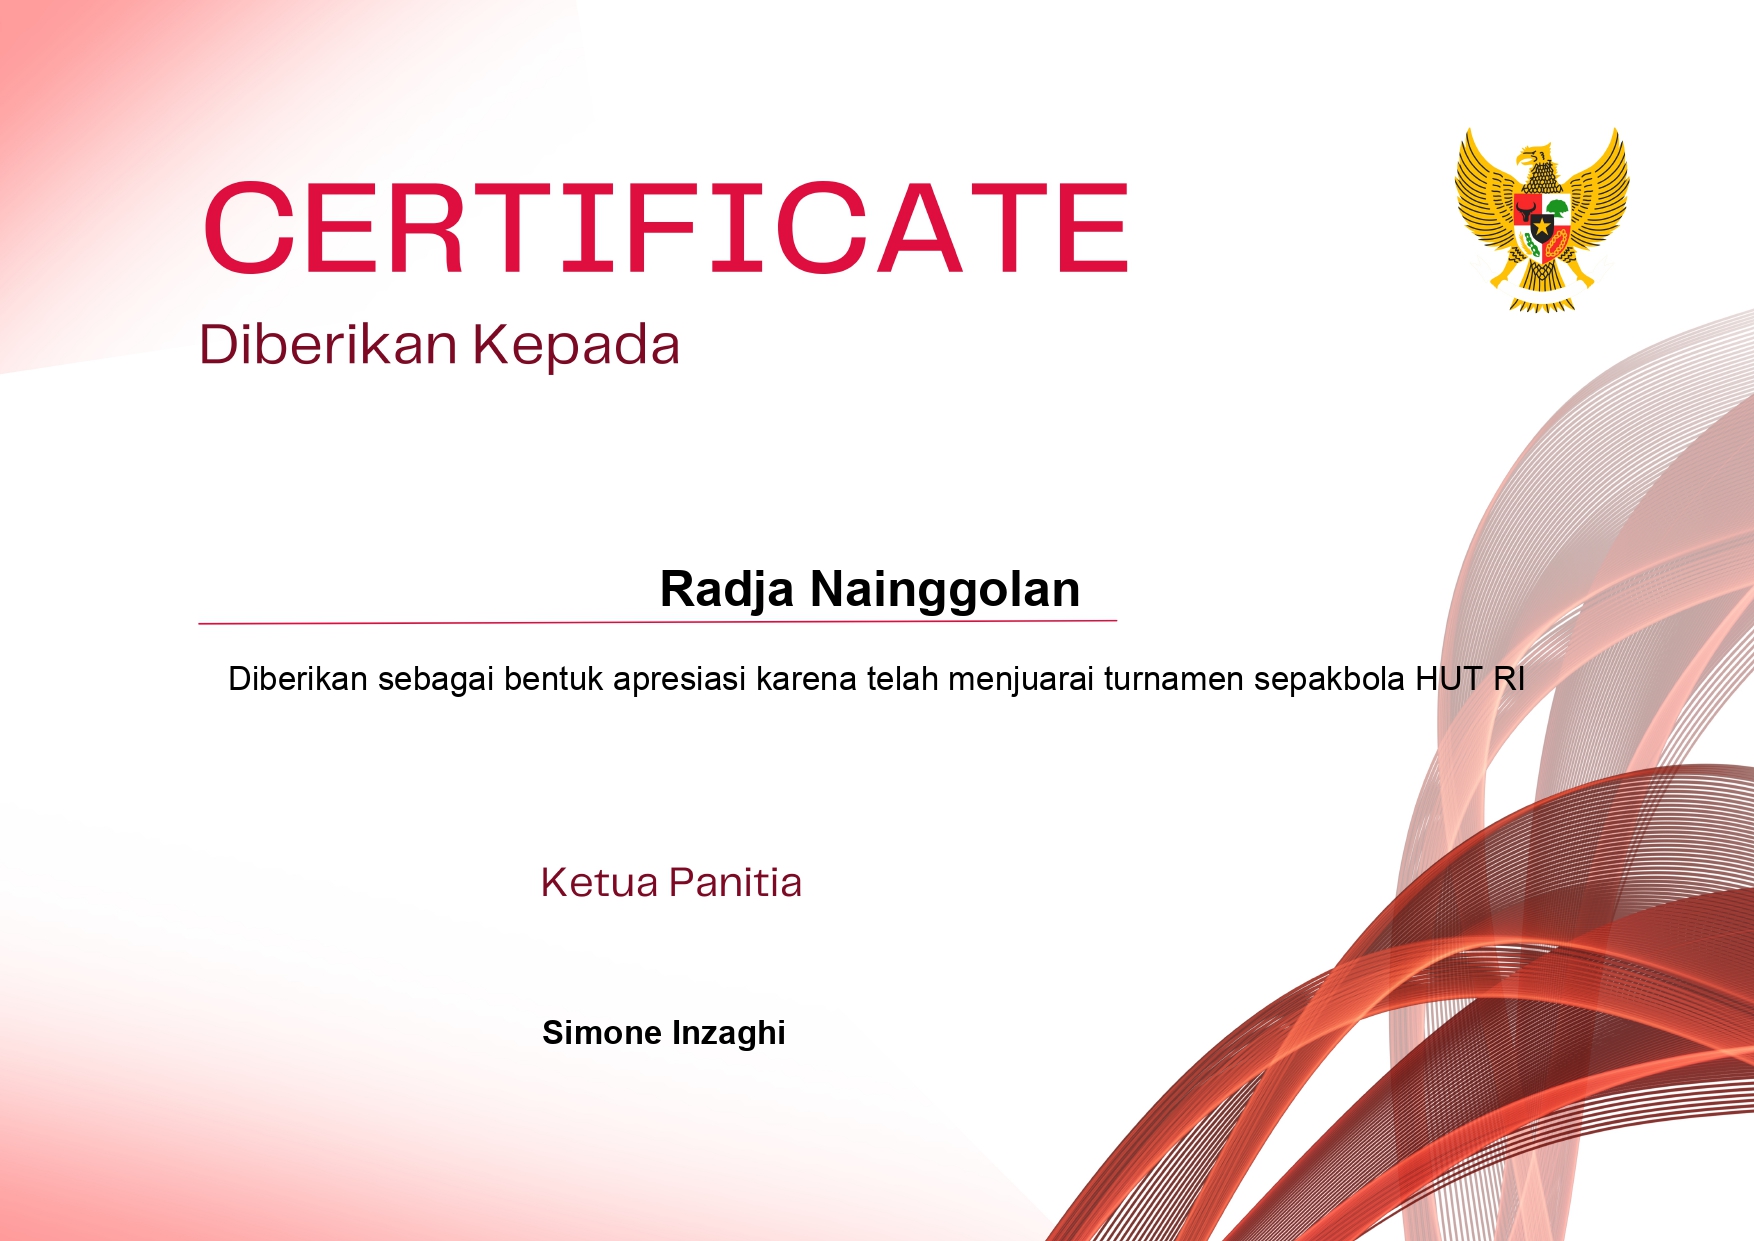 CERTIFICATE
Diberikan Kepada
Radja Nainggolan
Diberikan sebagai bentuk apresiasi karena telah menjuarai turnamen sepakbola HUT RI
Ketua Panitia
Simone Inzaghi